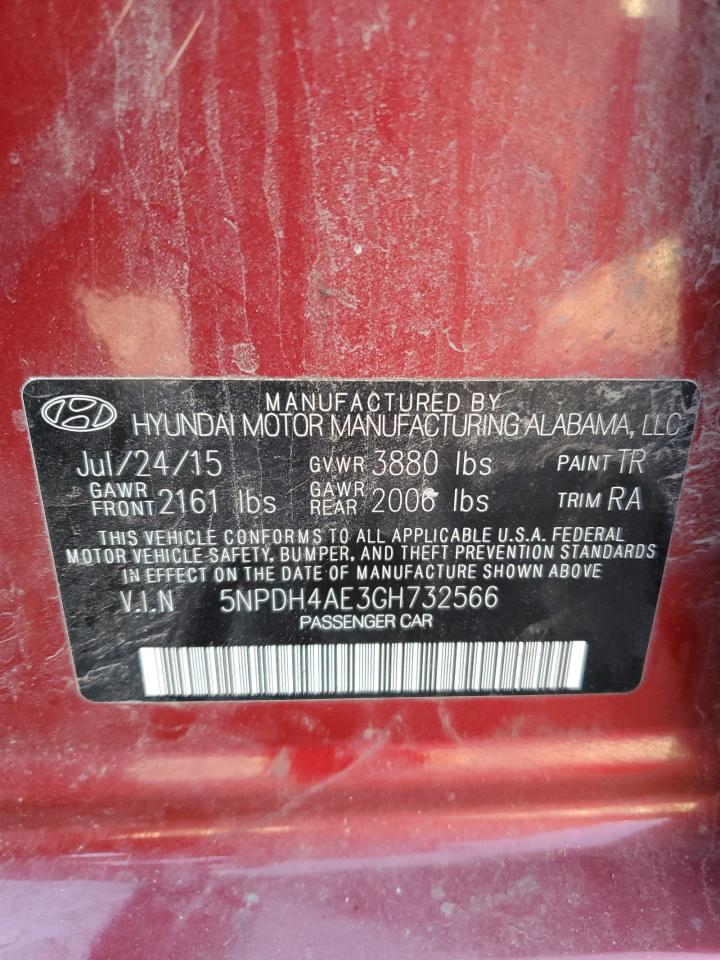 MANUFACTURED BY
HYUNDAI MOTOR MANUFACTURING ALABAMA, LLC
Jul/24/15 GVWR 3880 lbs PAINT TR
GAWR FRONT 2161 lbs GAWR REAR 2006 lbs TRIM RA
THIS VEHICLE CONFORMS TO ALL APPLICABLE U.S.A. FEDERAL
MOTOR VEHICLE SAFETY, BUMPER, AND THEFT PREVENTION STANDARDS
IN EFFECT ON THE DATE OF MANUFACTURE SHOWN ABOVE
V.I.N 5NPDH4AE3GH732566
PASSENGER CAR